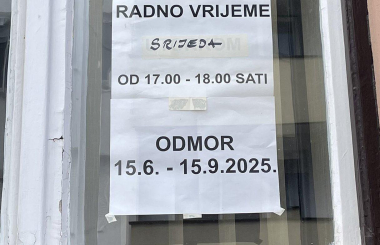 RADNO VRIJEME
SRIJEDA
OD 17.00 - 18.00 SATI
ODMOR
15.6. - 15.9.2025.